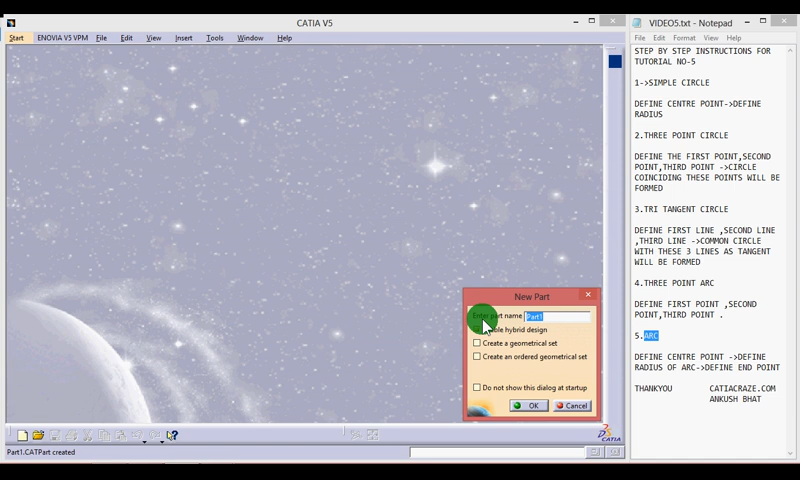 CATIA V5
Start ENOVIA V5 VPM File Edit View Insert Tools Window Help
New Part
Enter part name Part1
hybrid design
Create a geometrical set
Create an ordered geometrical set
Do not show this dialog at startup
OK Cancel
CATIA
Part1.CATPart created
VIDEO5.txt - Notepad
File Edit Format View Help
STEP BY STEP INSTRUCTIONS FOR
TUTORIAL NO-5
1->SIMPLE CIRCLE
DEFINE CENTRE POINT->DEFINE
RADIUS
2.THREE POINT CIRCLE
DEFINE THE FIRST POINT,SECOND
POINT,THIRD POINT ->CIRCLE
COINCIDING THESE POINTS WILL BE
FORMED
3.TRI TANGENT CIRCLE
DEFINE FIRST LINE ,SECOND LINE
,THIRD LINE ->COMMON CIRCLE
WITH THESE 3 LINES AS TANGENT
WILL BE FORMED
4.THREE POINT ARC
DEFINE FIRST POINT ,SECOND
POINT,THIRD POINT .
5.ARC
DEFINE CENTRE POINT ->DEFINE
RADIUS OF ARC->DEFINE END POINT
THANKYOU CATIACRAZE.COM
ANKUSH BHAT